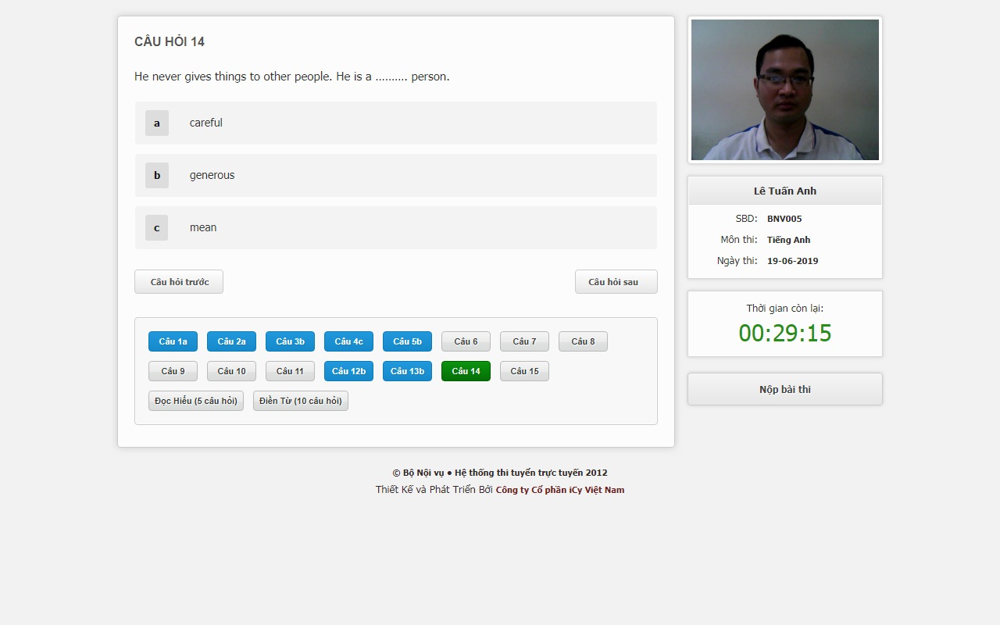 CÂU HỎI 14
He never gives things to other people. He is a .......... person.
a careful
b generous
c mean
Câu hỏi trước
Câu hỏi sau
Câu 1a Câu 2a Câu 3b Câu 4c Câu 5b Câu 6 Câu 7 Câu 8
Câu 9 Câu 10 Câu 11 Câu 12b Câu 13b Câu 14 Câu 15
Đọc Hiểu (5 câu hỏi) Điền Từ (10 câu hỏi)
Lê Tuấn Anh
SBD: BNV005
Môn thi: Tiếng Anh
Ngày thi: 19-06-2019
Thời gian còn lại:
00:29:15
Nộp bài thi
© Bộ Nội vụ • Hệ thống thi tuyển trực tuyến 2012
Thiết Kế và Phát Triển Bởi Công ty Cổ phần iCy Việt Nam